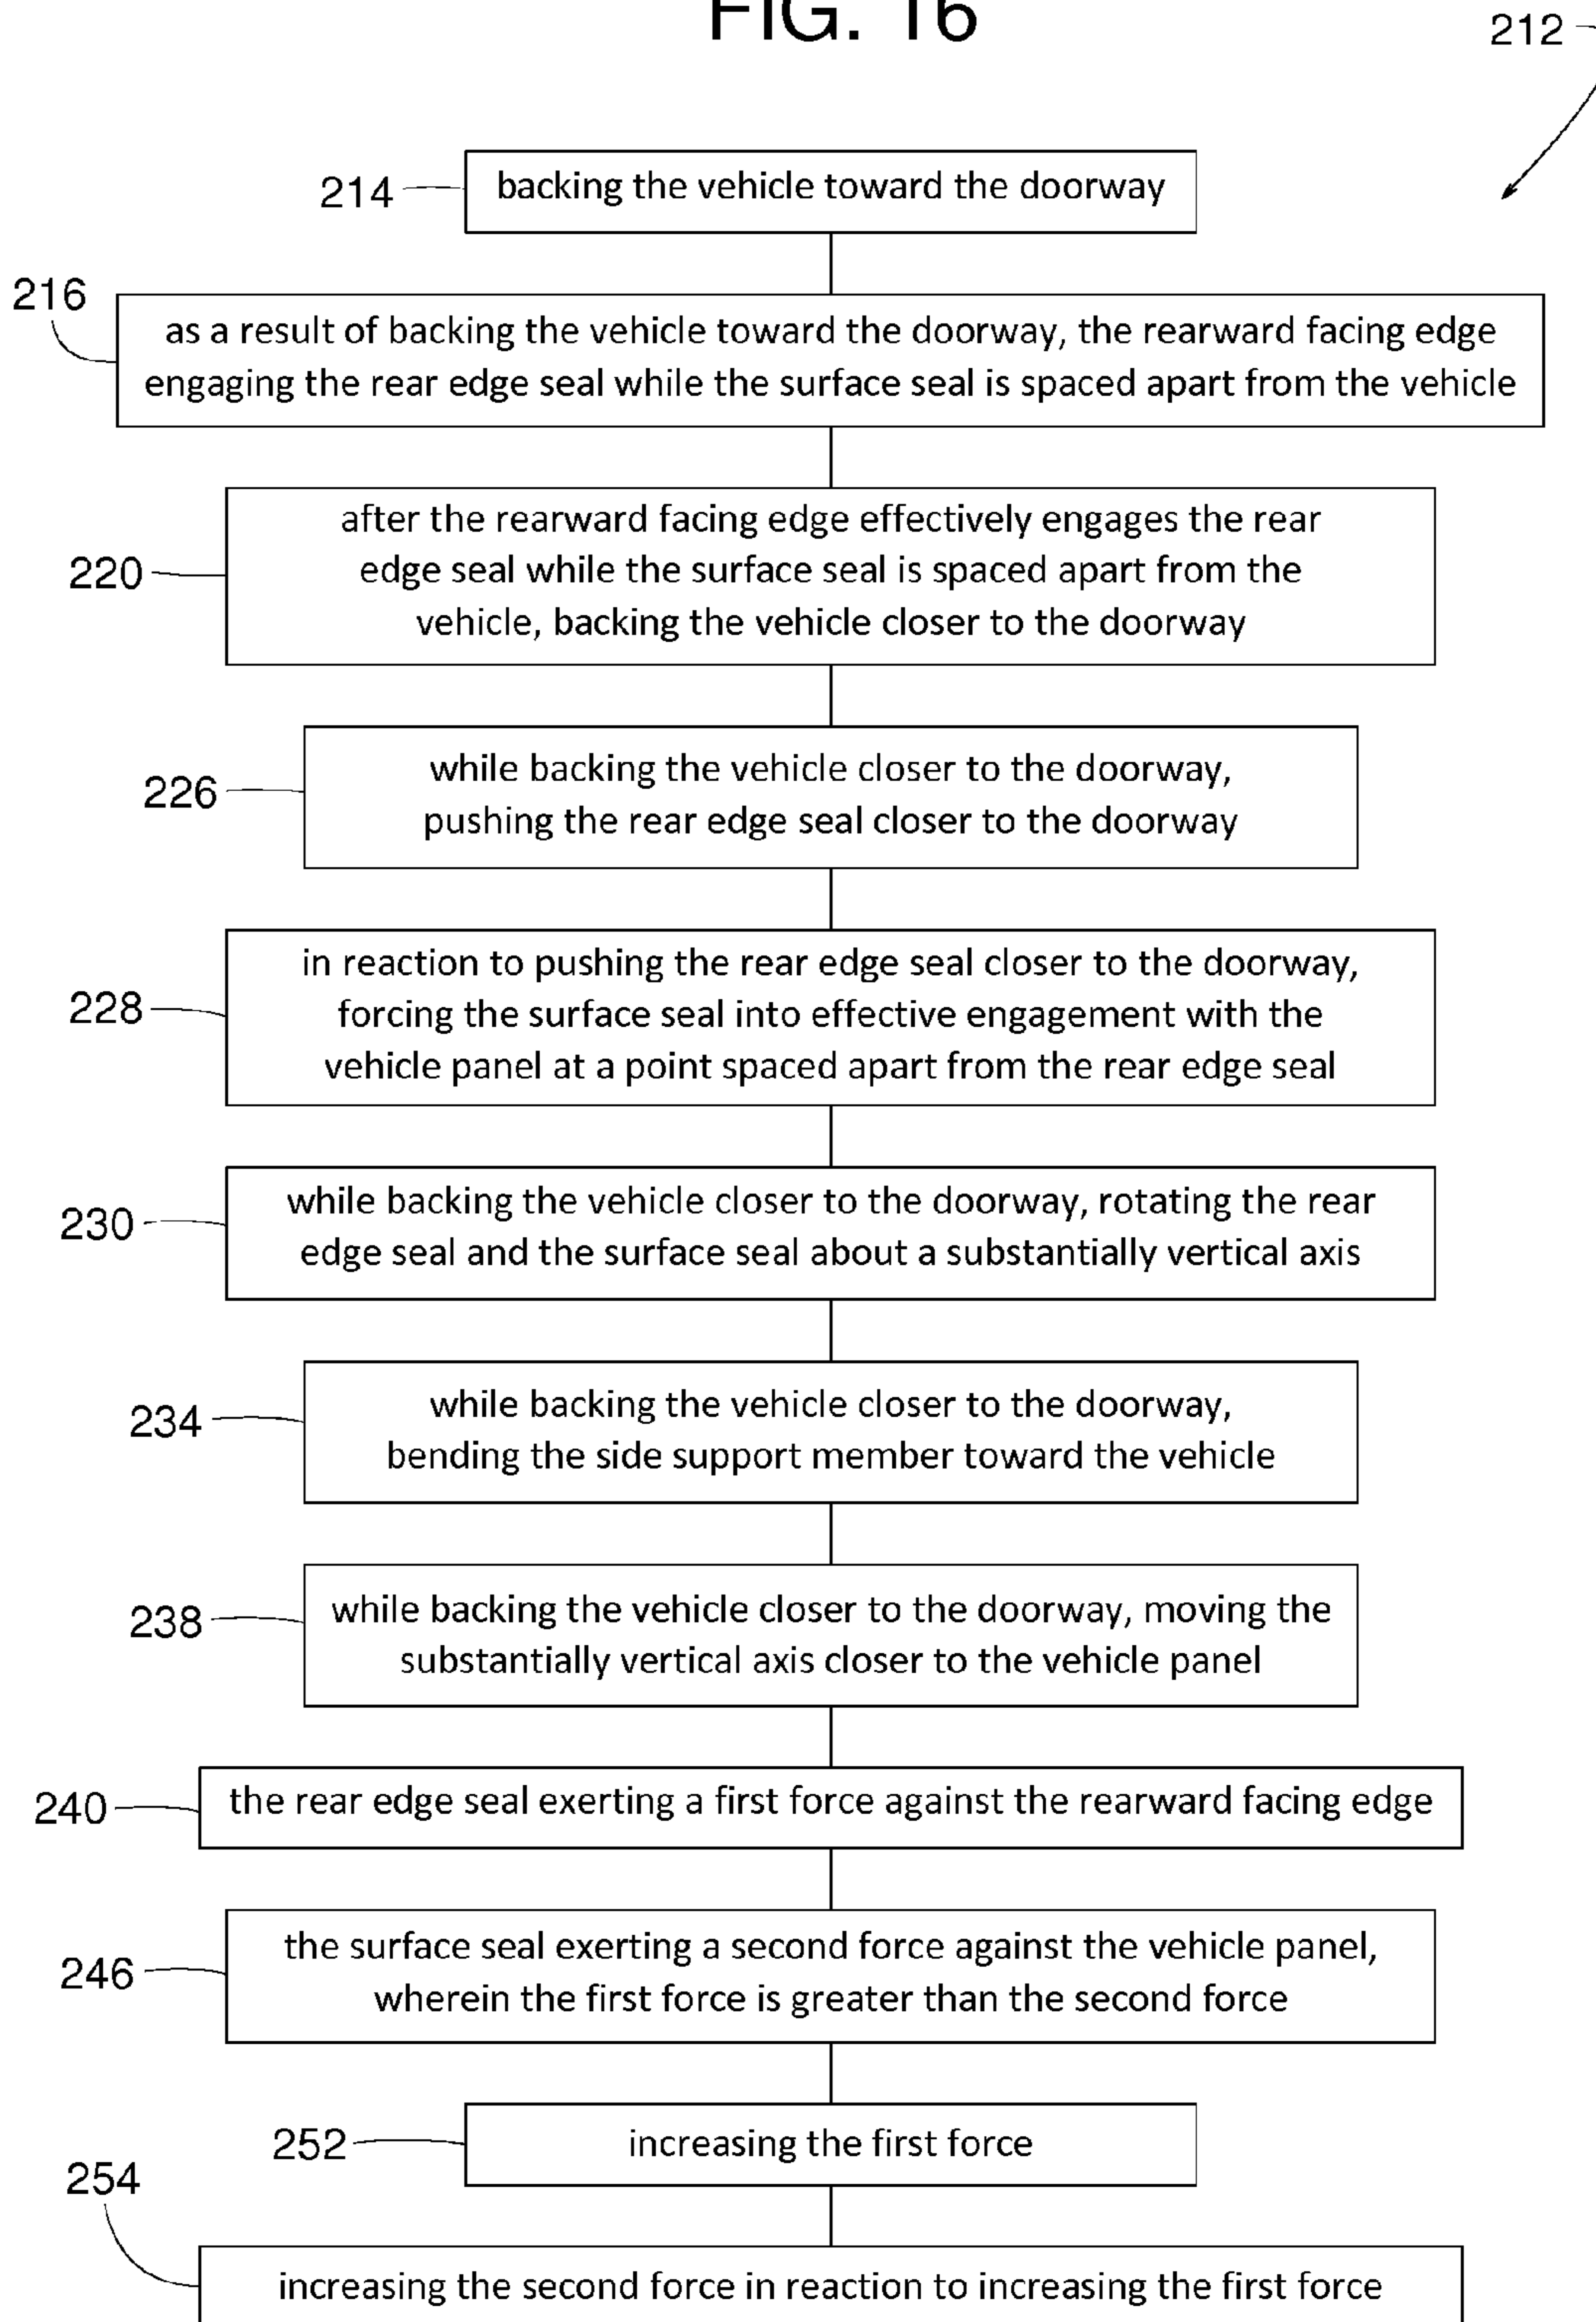 FIG. 16
212
214
backing the vehicle toward the doorway
216
as a result of backing the vehicle toward the doorway, the rearward facing edge
engaging the rear edge seal while the surface seal is spaced apart from the vehicle
220
after the rearward facing edge effectively engages the rear
edge seal while the surface seal is spaced apart from the
vehicle, backing the vehicle closer to the doorway
226
while backing the vehicle closer to the doorway,
pushing the rear edge seal closer to the doorway
228
in reaction to pushing the rear edge seal closer to the doorway,
forcing the surface seal into effective engagement with the
vehicle panel at a point spaced apart from the rear edge seal
230
while backing the vehicle closer to the doorway, rotating the rear
edge seal and the surface seal about a substantially vertical axis
234
while backing the vehicle closer to the doorway,
bending the side support member toward the vehicle
238
while backing the vehicle closer to the doorway, moving the
substantially vertical axis closer to the vehicle panel
240
the rear edge seal exerting a first force against the rearward facing edge
246
the surface seal exerting a second force against the vehicle panel,
wherein the first force is greater than the second force
252
increasing the first force
254
increasing the second force in reaction to increasing the first force